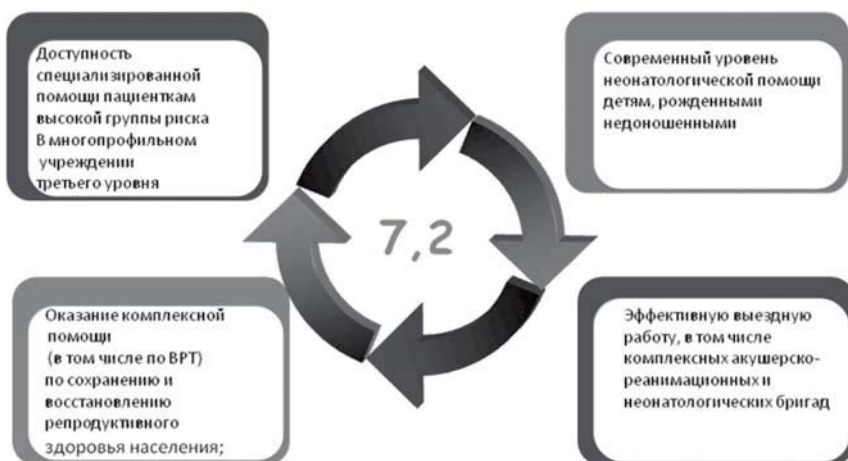 Доступность
специализированной
помощи пациенткам
высокой группы риска
В многопрофильном
учреждении
третьего уровня
Современный уровень
неонатологической помощи
детям, рожденными
недоношенными
7,2
Оказание комплексной
помощи
(в том числе по ВРТ)
по сохранению и
восстановлению
репродуктивного
здоровья населения;
Эффективную выездную
работу, в том числе
комплексных акушерско-
реанимационных и
неонатологических бригад